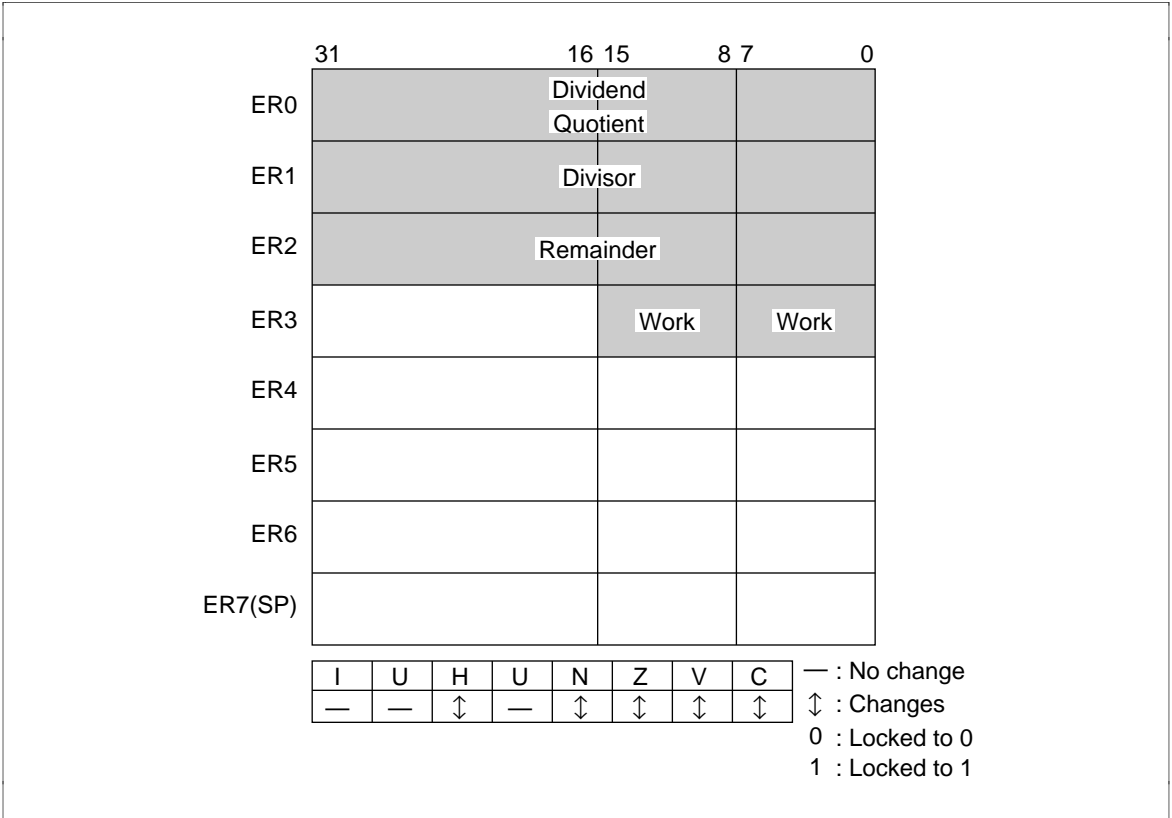 31 16 15 8 7 0
ER0 Dividend
Quotient
ER1 Divisor
ER2 Remainder
ER3 Work Work
ER4
ER5
ER6
ER7(SP)
I U H U N Z V C — : No change
— — ↕ — ↕ ↕ ↕ ↕ ↕ : Changes
0 : Locked to 0
1 : Locked to 1